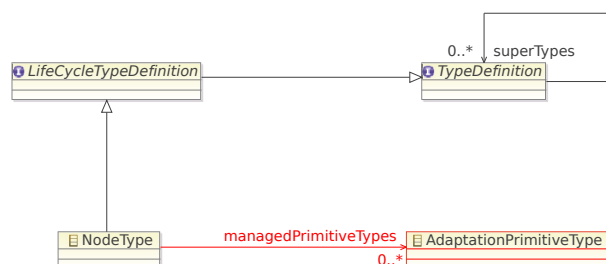 0..* superTypes
LifeCycleTypeDefinition
TypeDefinition
managedPrimitiveTypes
NodeType
AdaptationPrimitiveType
0..*